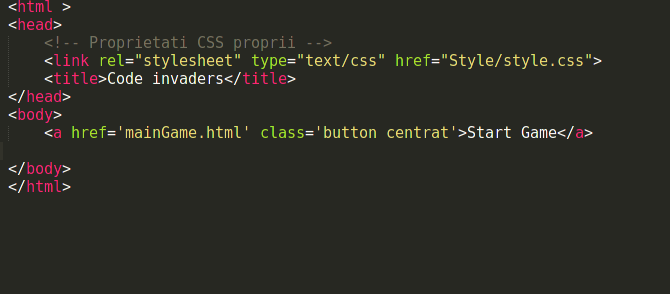 <html >
<head>
<!-- Proprietati CSS proprii -->
<link rel="stylesheet" type="text/css" href="Style/style.css">
<title>Code invaders</title>
</head>
<body>
<a href='mainGame.html' class='button centrat'>Start Game</a>
</body>
</html>